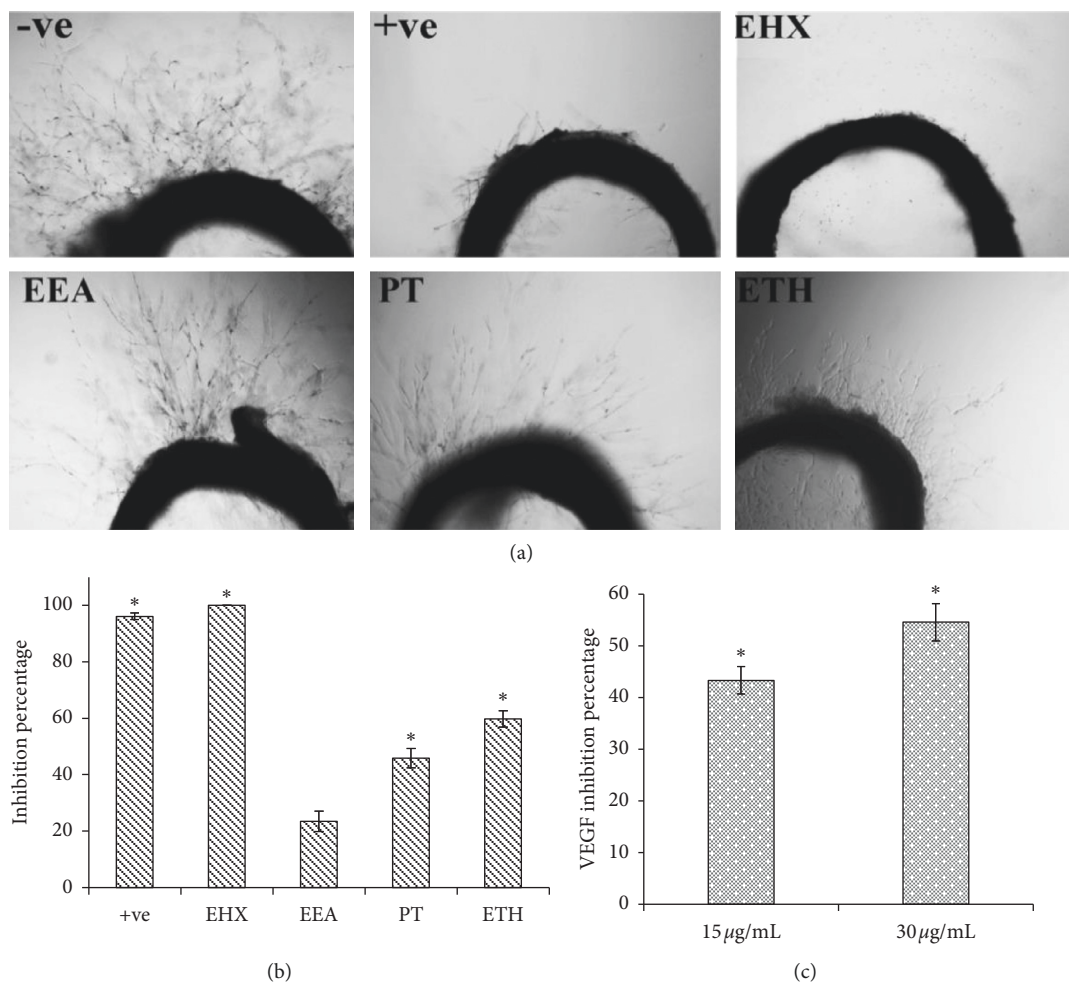 -ve
+ve
EHX
EEA
PT
ETH
(a)
Inhibition percentage
100
80
60
40
20
0
*
*
*
*
+ve
EHX
EEA
PT
ETH
(b)
VEGF inhibition percentage
60
50
40
30
20
10
0
*
*
15 μg/mL
30 μg/mL
(c)